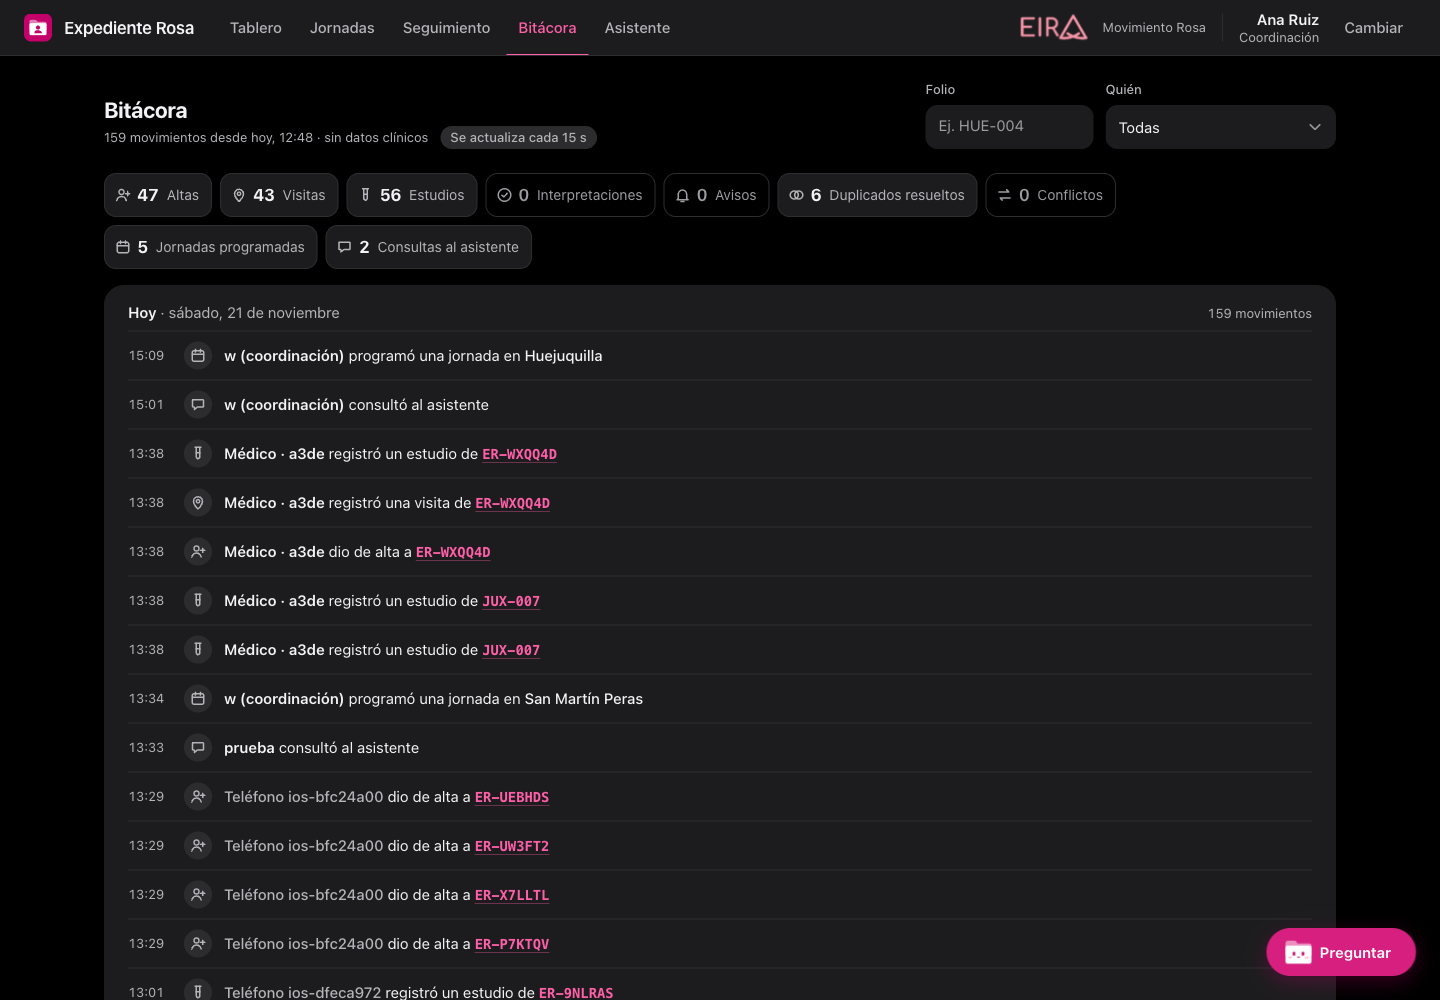 Expediente Rosa
Tablero
Jornadas
Seguimiento
Bitácora
Asistente
EIRA
Movimiento Rosa
Ana Ruiz
Coordinación
Cambiar
Bitácora
159 movimientos desde hoy, 12:48 · sin datos clínicos
Se actualiza cada 15 s
Folio
Ej. HUE-004
Quién
Todas
47 Altas
43 Visitas
56 Estudios
0 Interpretaciones
0 Avisos
6 Duplicados resueltos
0 Conflictos
5 Jornadas programadas
2 Consultas al asistente
Hoy · sábado, 21 de noviembre
159 movimientos
15:09 w (coordinación) programó una jornada en Huejuquilla
15:01 w (coordinación) consultó al asistente
13:38 Médico · a3de registró un estudio de ER-WXQQ4D
13:38 Médico · a3de registró una visita de ER-WXQQ4D
13:38 Médico · a3de dio de alta a ER-WXQQ4D
13:38 Médico · a3de registró un estudio de JUX-007
13:38 Médico · a3de registró un estudio de JUX-007
13:34 w (coordinación) programó una jornada en San Martín Peras
13:33 prueba consultó al asistente
13:29 Teléfono ios-bfc24a00 dio de alta a ER-UEBHDS
13:29 Teléfono ios-bfc24a00 dio de alta a ER-UW3FT2
13:29 Teléfono ios-bfc24a00 dio de alta a ER-X7LLTL
13:29 Teléfono ios-bfc24a00 dio de alta a ER-P7KTQV
13:01 Teléfono ios-dfeca972 registró un estudio de ER-9NLRAS
Preguntar